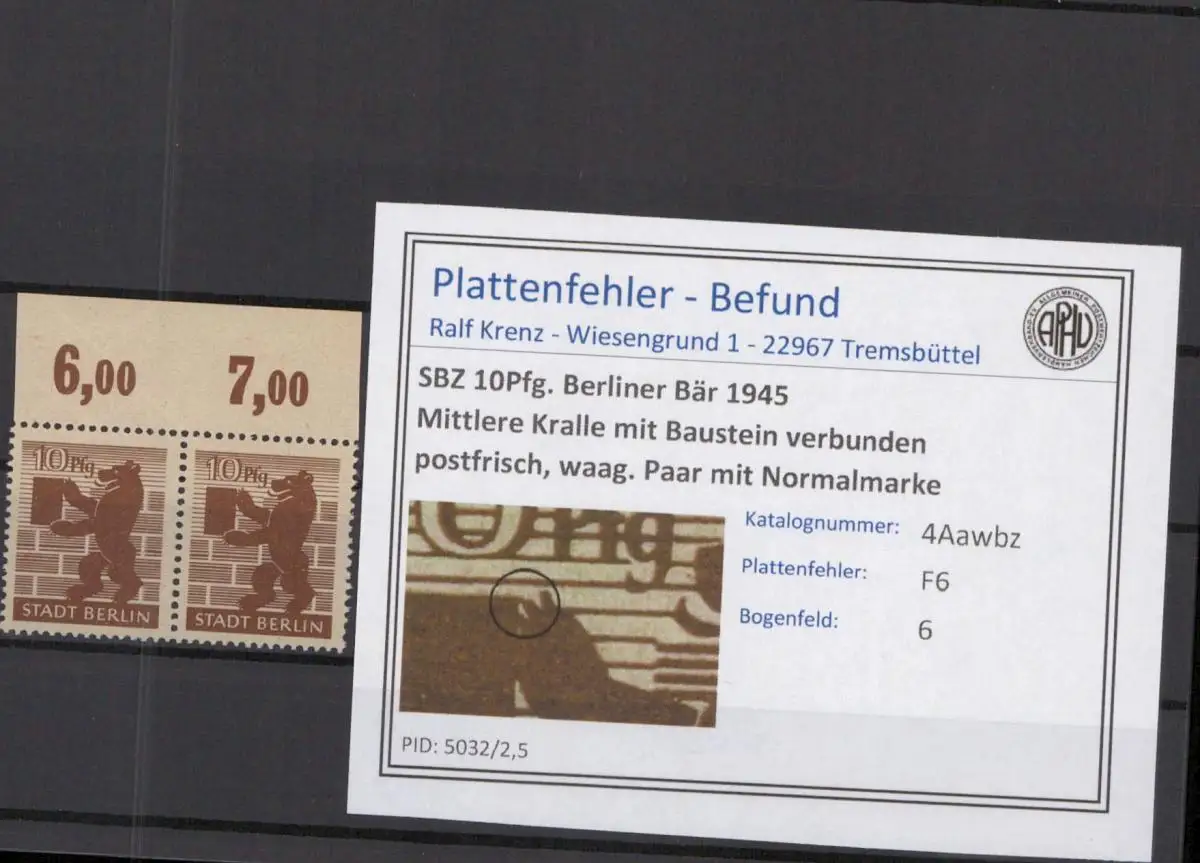 6,00 7,00
10 Pfg 10 Pfg
STADT BERLIN STADT BERLIN
Plattenfehler - Befund
Ralf Krenz - Wiesengrund 1 - 22967 Tremsbüttel
APHV
SBZ 10Pfg. Berliner Bär 1945
Mittlere Kralle mit Baustein verbunden
postfrisch, waag. Paar mit Normalmarke
Katalognummer: 4Aawbz
Plattenfehler: F6
Bogenfeld: 6
PID: 5032/2,5